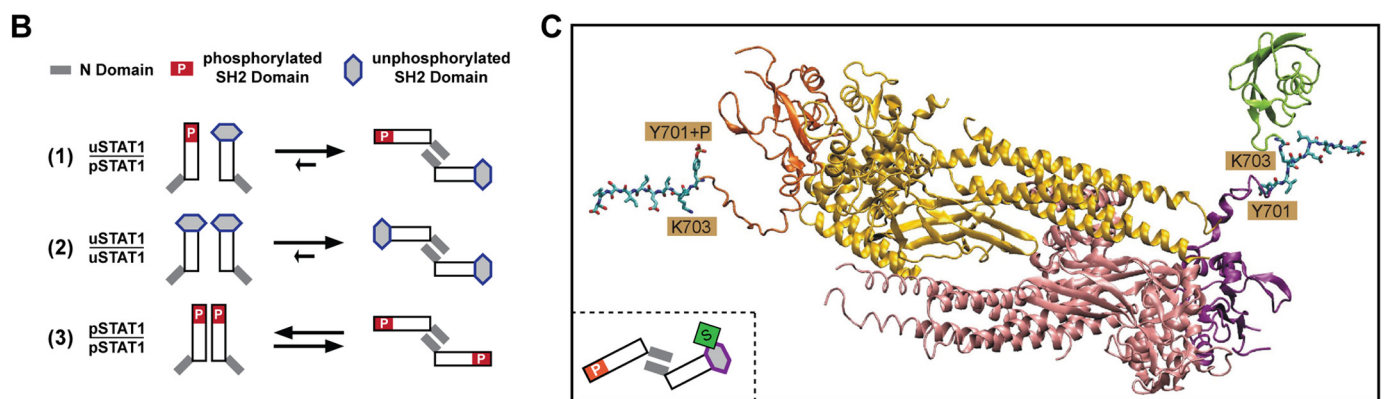 B
N Domain
P
phosphorylated
SH2 Domain
unphosphorylated
SH2 Domain
(1)
uSTAT1
pSTAT1
P
P
(2)
uSTAT1
uSTAT1
(3)
pSTAT1
pSTAT1
P
P
P
P
C
Y701+P
K703
K703
Y701
P
S